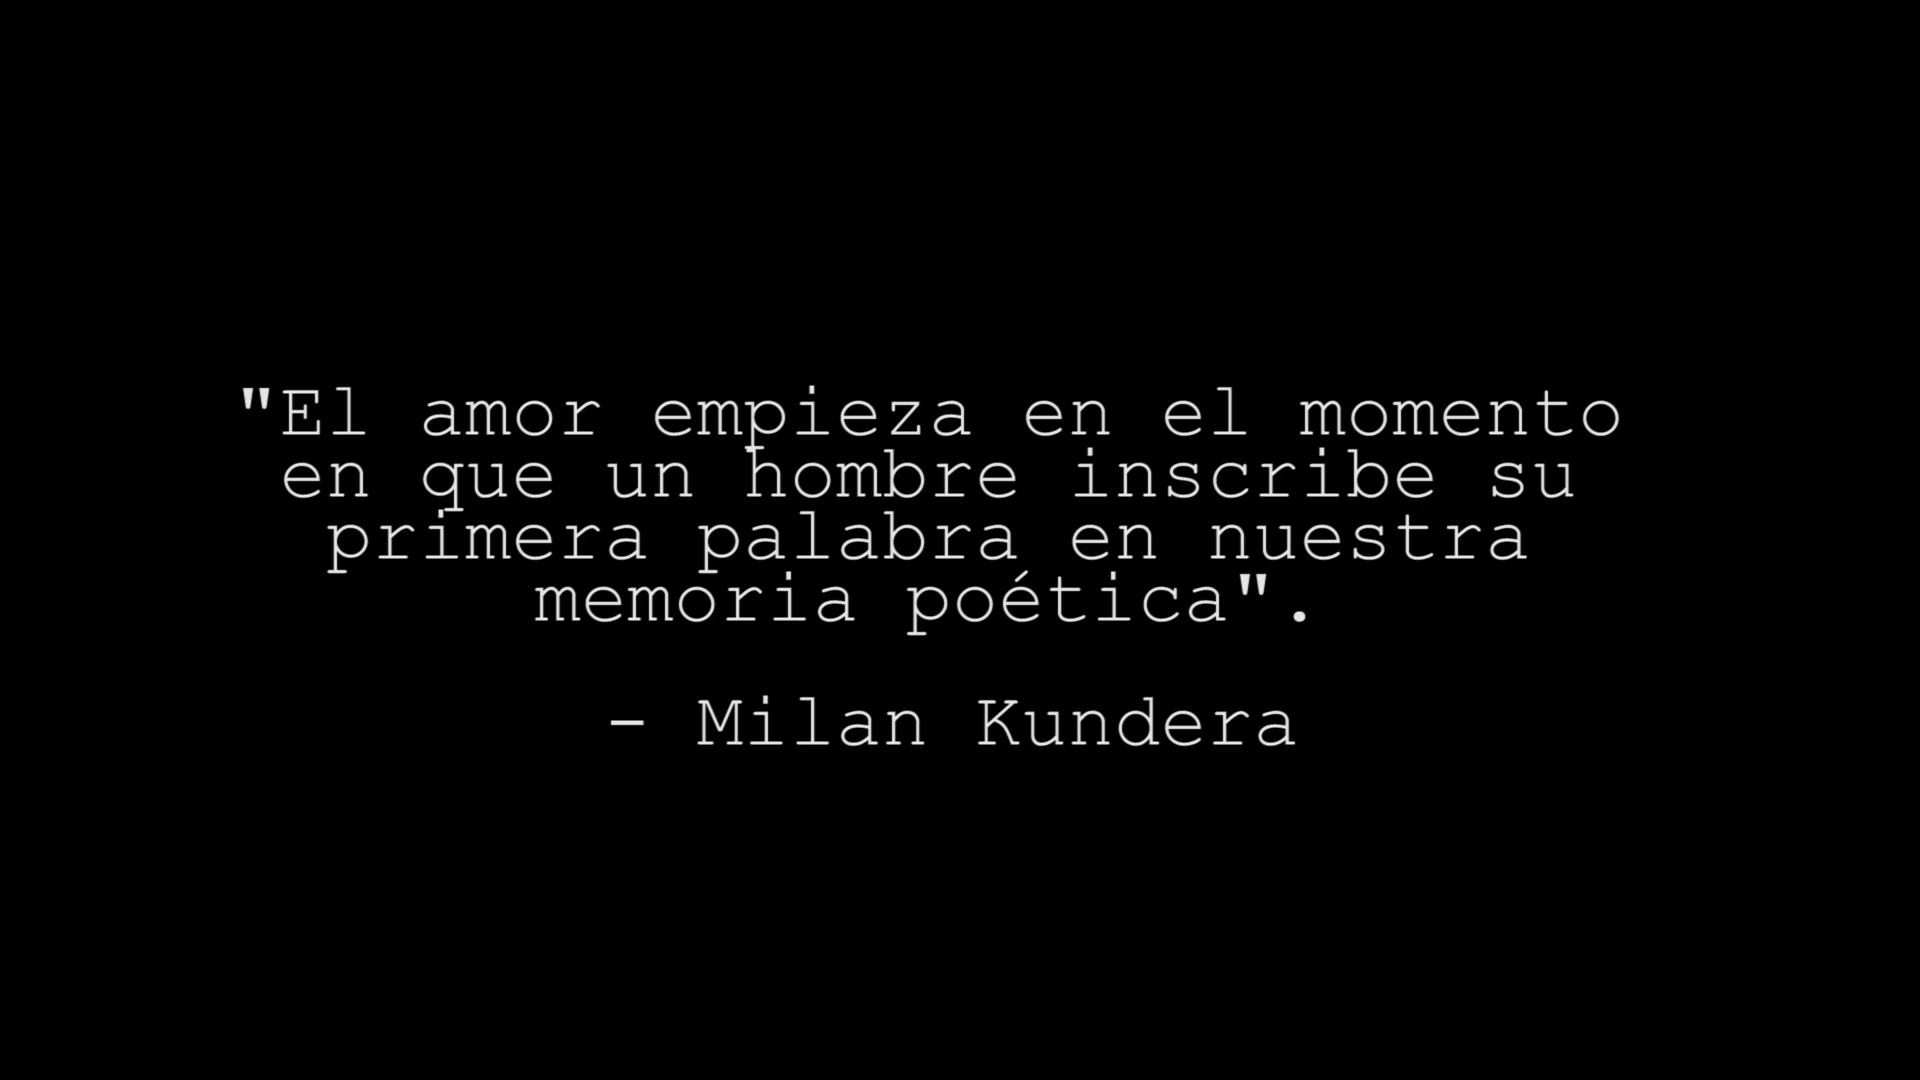 "El amor empieza en el momento
en que un hombre inscribe su
primera palabra en nuestra
memoria poética".
- Milan Kundera